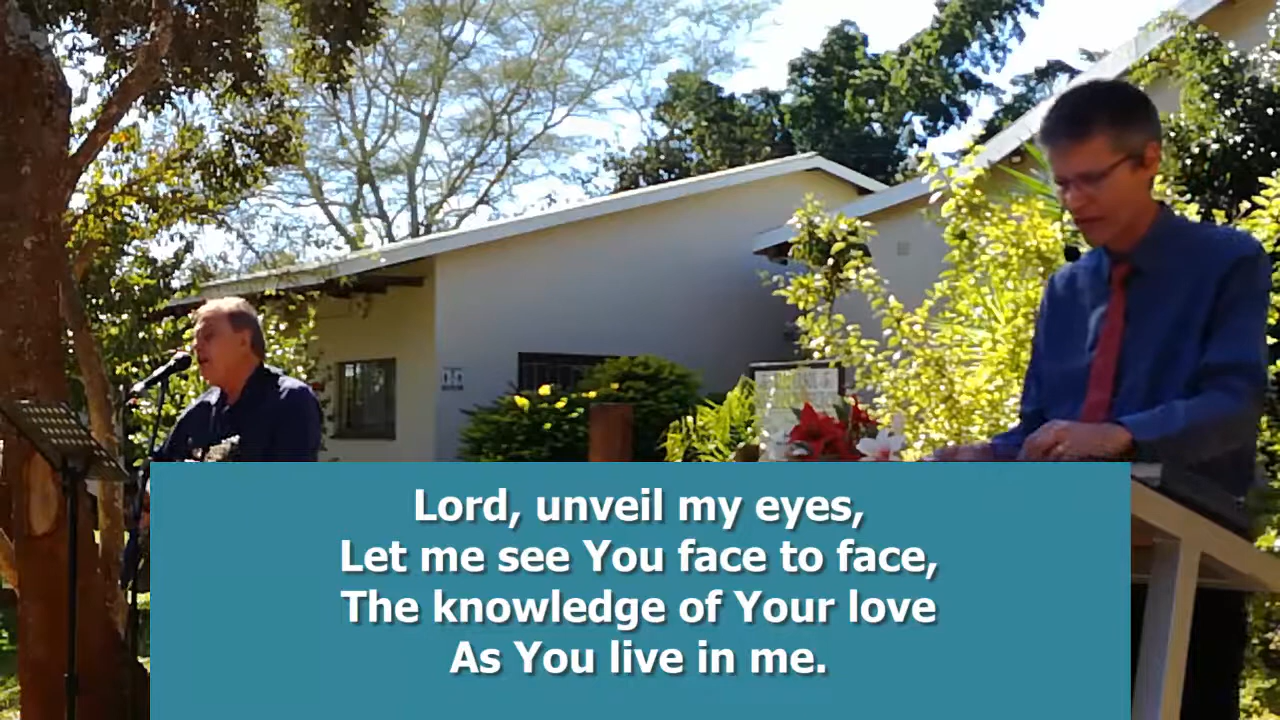 Lord, unveil my eyes,
Let me see You face to face,
The knowledge of Your love
As You live in me.